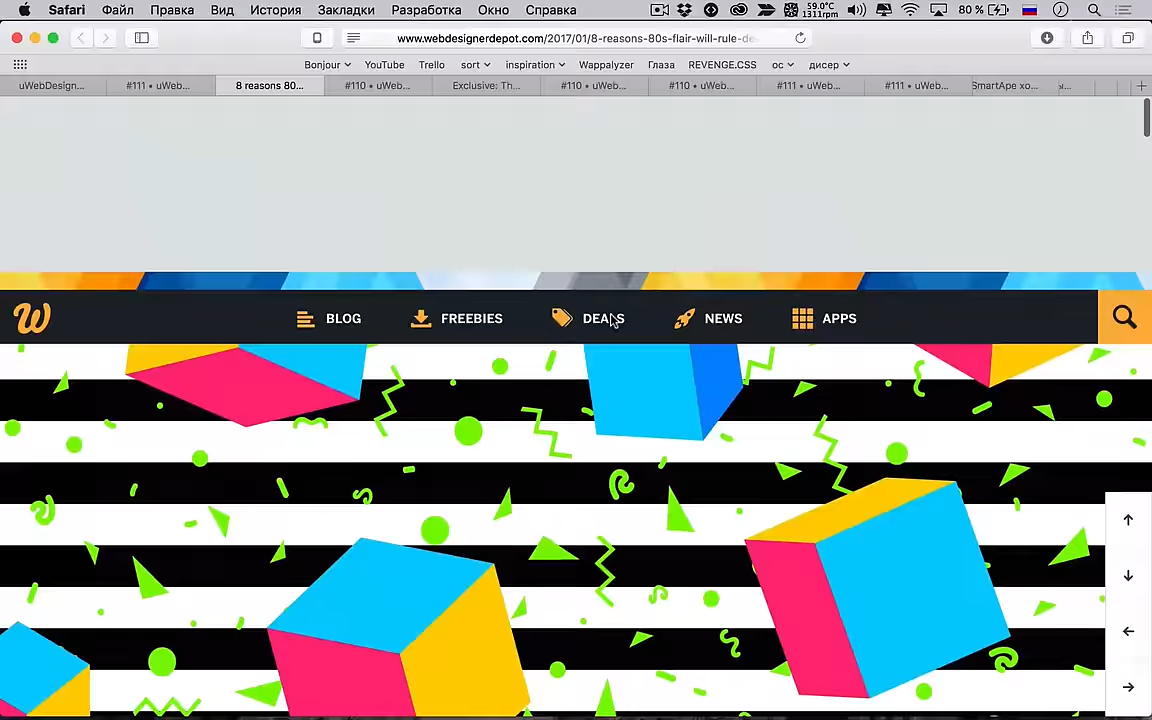 Safari Файл Правка Вид История Закладки Разработка Окно Справка 59.0°C 1311rpm 80 %
www.webdesignerdepot.com/2017/01/8-reasons-80s-flair-will-rule-de
Bonjour YouTube Trello sort inspiration Wappalyzer Глаза REVENGE.CSS ос дисер
uWebDesign... #111 • uWeb... 8 reasons 80... #110 • uWeb... Exclusive: Th... #110 • uWeb... #110 • uWeb... #111 • uWeb... #111 • uWeb... SmartApe хо...
W BLOG FREEBIES DEALS NEWS APPS